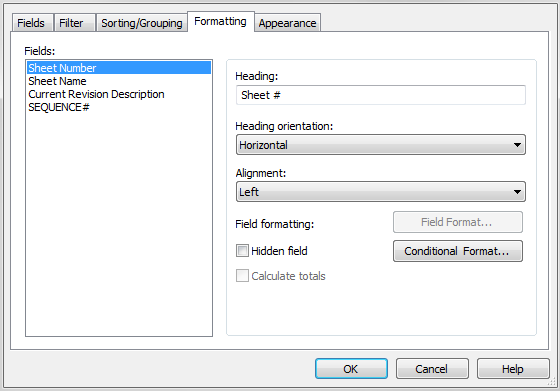 Fields Filter Sorting/Grouping Formatting Appearance
Fields:
Sheet Number
Sheet Name
Current Revision Description
SEQUENCE#
Heading:
Sheet #
Heading orientation:
Horizontal
Alignment:
Left
Field formatting: Field Format...
Hidden field Conditional Format...
Calculate totals
OK Cancel Help